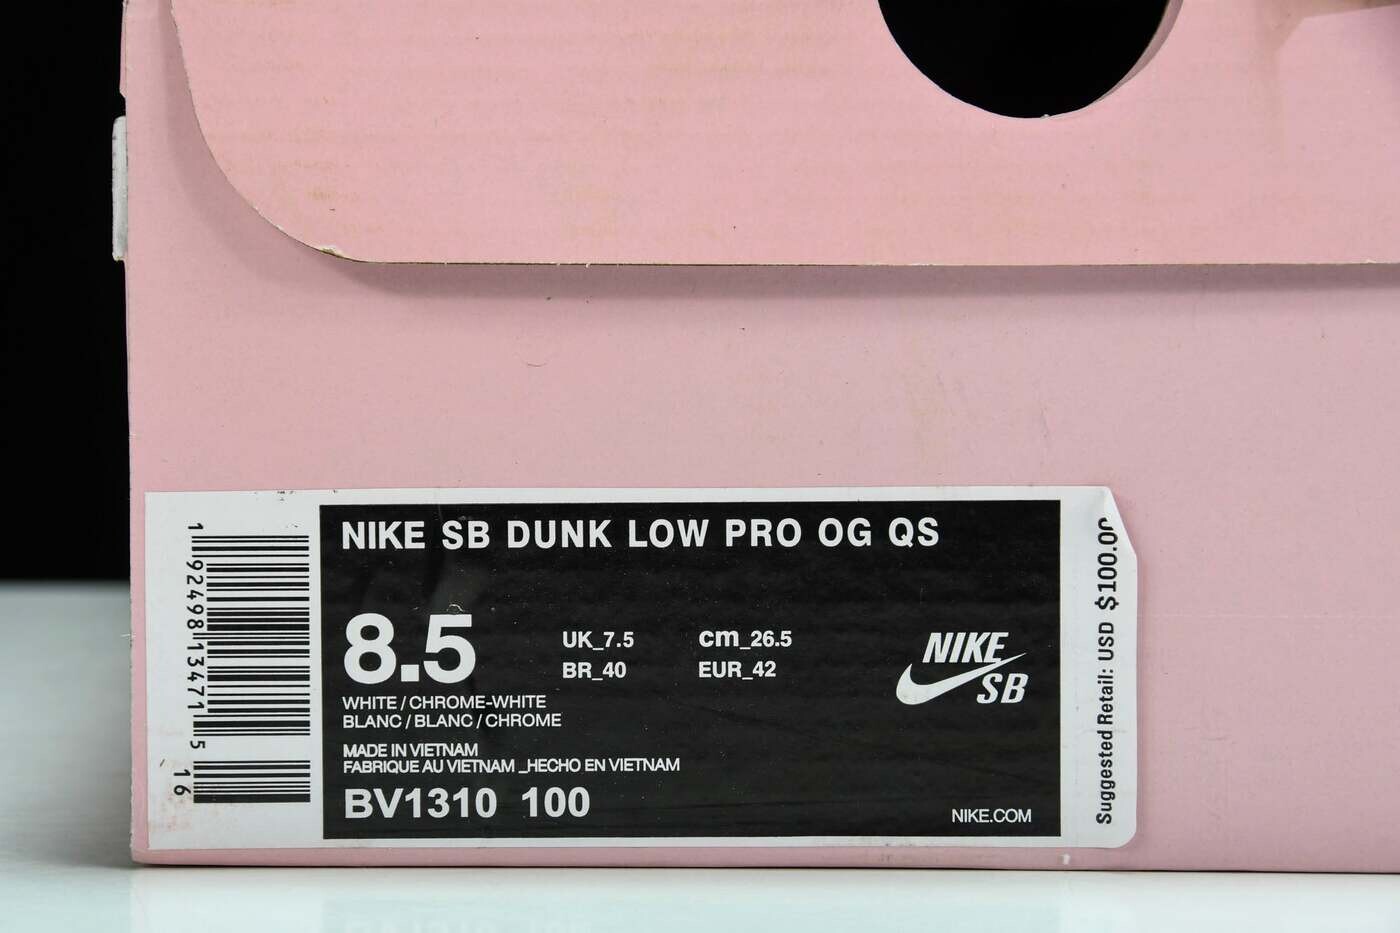 NIKE SB DUNK LOW PRO OG QS
8.5
UK_7.5 cm_26.5
BR_40 EUR_42
WHITE / CHROME-WHITE
BLANC / BLANC / CHROME
MADE IN VIETNAM
FABRIQUE AU VIETNAM _HECHO EN VIETNAM
BV1310 100
NIKE
SB
NIKE.COM
1 92498 13471 5 16
Suggested Retail: USD $100.00